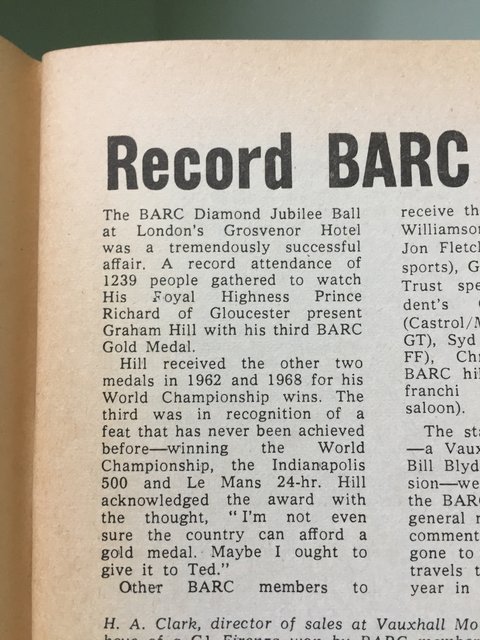 Record BARC
The BARC Diamond Jubilee Ball
at London's Grosvenor Hotel
was a tremendously successful
affair. A record attendance of
1239 people gathered to watch
His Foyal Highness Prince
Richard of Gloucester present
Graham Hill with his third BARC
Gold Medal.
Hill received the other two
medals in 1962 and 1968 for his
World Championship wins. The
third was in recognition of a
feat that has never been achieved
before—winning the World
Championship, the Indianapolis
500 and Le Mans 24-hr. Hill
acknowledged the award with
the thought, "I'm not even
sure the country can afford a
gold medal. Maybe I ought to
give it to Ted."
Other BARC members to
receive th
Williamson
Jon Fletch
sports), G
Trust spe
dent's
(Castrol/M
GT), Syd
FF), Chr
BARC hil
franchi
saloon).
The sta
—a Vaux
Bill Blyd
sion—we
the BAR
general r
comment
gone to
travels t
year in
H. A. Clark, director of sales at Vauxhall Mo